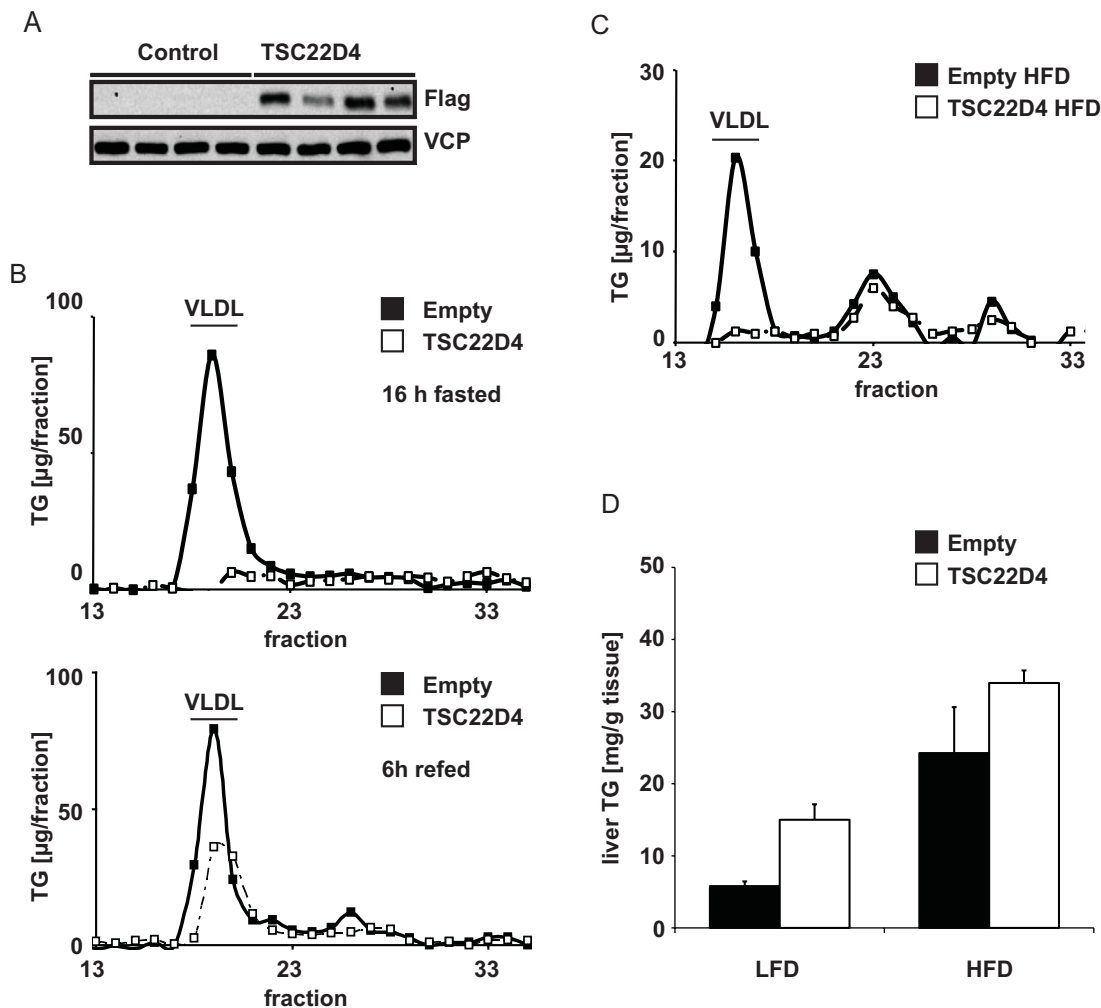 A
Control TSC22D4
Flag
VCP
B
100
50
0
TG [µg/fraction]
VLDL
Empty
TSC22D4
16 h fasted
13 23 33
fraction
100
50
0
TG [µg/fraction]
VLDL
Empty
TSC22D4
6h refed
13 23 33
fraction
C
30
20
10
0
TG [µg/fraction]
VLDL
Empty HFD
TSC22D4 HFD
13 23 33
fraction
D
Empty
TSC22D4
50
40
30
20
10
0
liver TG [mg/g tissue]
LFD HFD